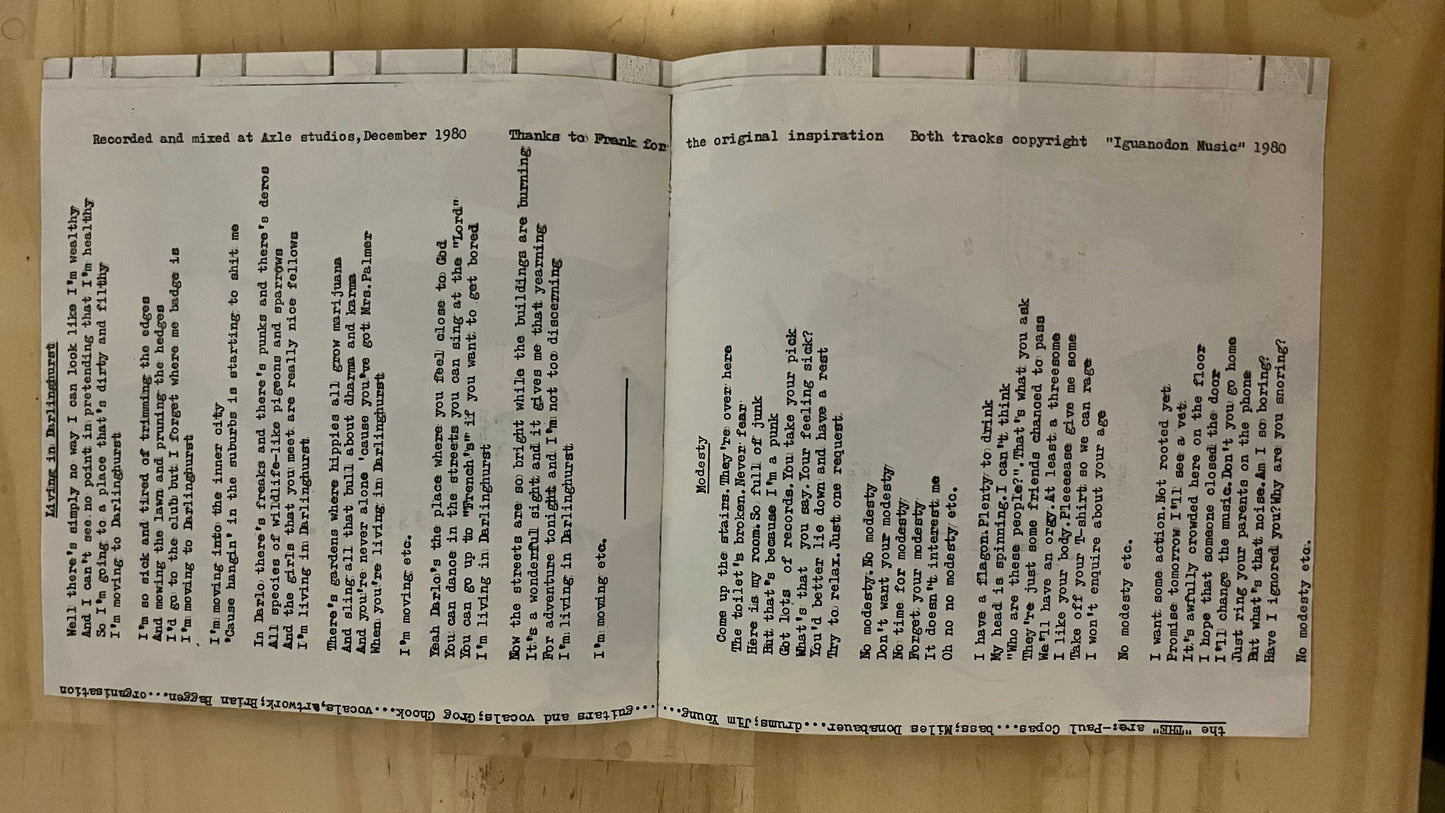 Recorded and mixed at Axle studios,December 1980    Thanks to Frank for the original inspiration    Both tracks copyright "Iguanodon Music" 1980
Living in Darlinghurst
Well there's simply no way I can look like I'm wealthy
And I can't see no point in pretending that I'm healthy
So I'm going to a place that's dirty and filthy
I'm moving to Darlinghurst
I'm so sick and tired of trimming the edges
And mowing the lawn and pruning the hedges
I'd go to the club but I forget where me badge is
I'm moving to Darlinghurst
I'm moving into the inner city
'Cause hangin' in the suburbs is starting to shit me
In Darlo there's freaks and there's punks and there's deros
All species of wildlife-like pigeons and sparrows
And the girls that you meet are really nice fellows
I'm living in Darlinghurst
There's gardens where hippies all grow marijuana
And sling all that bull about dharma and karma
And you're never alone 'cause you've got Mrs.Palmer
When you're living in Darlinghurst
I'm moving etc.
Yeah Darlo's the place where you feel close to God
You can dance in the streets you can sing at the "Lord"
You can go up to "French's" if you want to get bored
I'm living in Darlinghurst
Now the streets are so bright while the buildings are burning
It's a wonderful sight and it gives me that yearning
For adventure tonight and I'm not too discerning
I'm living in Darlinghurst
I'm moving etc.
Modesty
Come up the stairs.They're over here
The toilet's broken.Never fear
Here is my room.So full of junk
But that's because I'm a punk
Got lots of records.You take your pick
What's that you say.Your feeling sick?
You'd better lie down and have a rest
Try to relax.Just one request
No modesty.No modesty
Don't want your modesty
No time for modesty
Forget your modesty
It doesn't interest me
Oh no no modesty etc.
I have a flagon.Plenty to drink
My head is spinning.I can't think
"Who are these people?".That's what you ask
They're just some friends chanced to pass
We'll have an orgy.At least a threesome
I like your body.Pleeease give me some
Take off your T-shirt so we can rage
I won't enquire about your age
No modesty etc.
I want some action.Not rooted yet
Promise tomorrow I'll see a vet
It's awfully crowded here on the floor
I hope that someone closed the door
I'll change the music.Don't you go home
Just ring your parents on the phone
But what's that noise.Am I so boring?
Have I ignored you?Why are you snoring?
No modesty etc.
the "THE" are;-Paul Copas...bass;Miles Donabauer...drums;Jim Young......guitars and vocals;Grog Chook....vocals,artwork;Brian Baggen...organisation